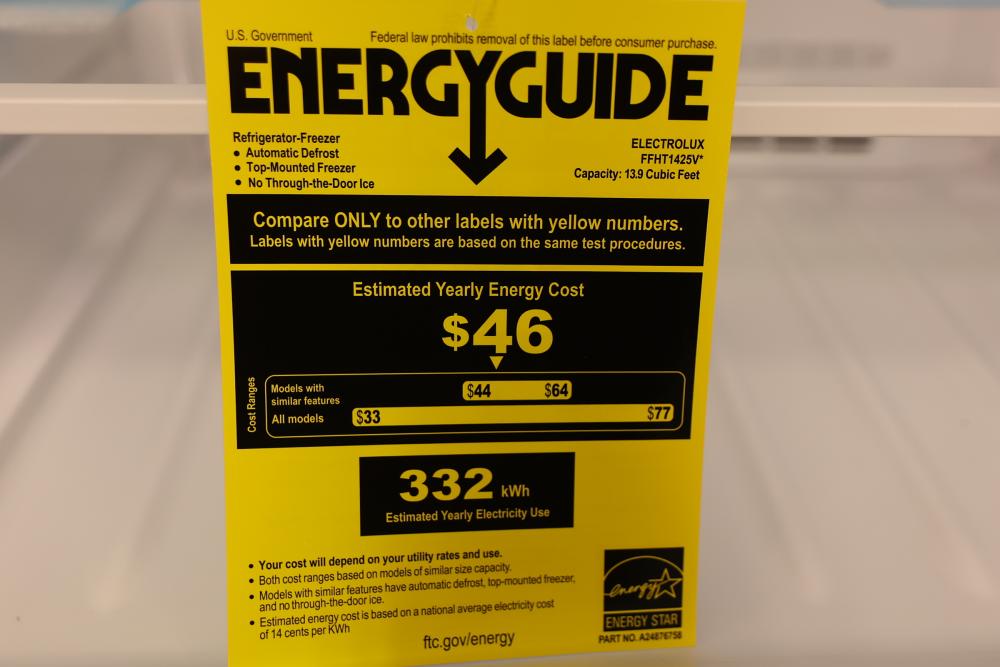 U.S. Government
Federal law prohibits removal of this label before consumer purchase.
ENERGYGUIDE
Refrigerator-Freezer
• Automatic Defrost
• Top-Mounted Freezer
• No Through-the-Door Ice
ELECTROLUX
FFHT1425V*
Capacity: 13.9 Cubic Feet
Compare ONLY to other labels with yellow numbers.
Labels with yellow numbers are based on the same test procedures.
Estimated Yearly Energy Cost
$46
Cost Ranges
Models with
similar features
$44 $64
All models
$33 $77
332 kWh
Estimated Yearly Electricity Use
• Your cost will depend on your utility rates and use.
• Both cost ranges based on models of similar size capacity.
• Models with similar features have automatic defrost, top-mounted freezer,
and no through-the-door ice.
• Estimated energy cost is based on a national average electricity cost
of 14 cents per KWh
ftc.gov/energy
energy
ENERGY STAR
PART NO. A24876758